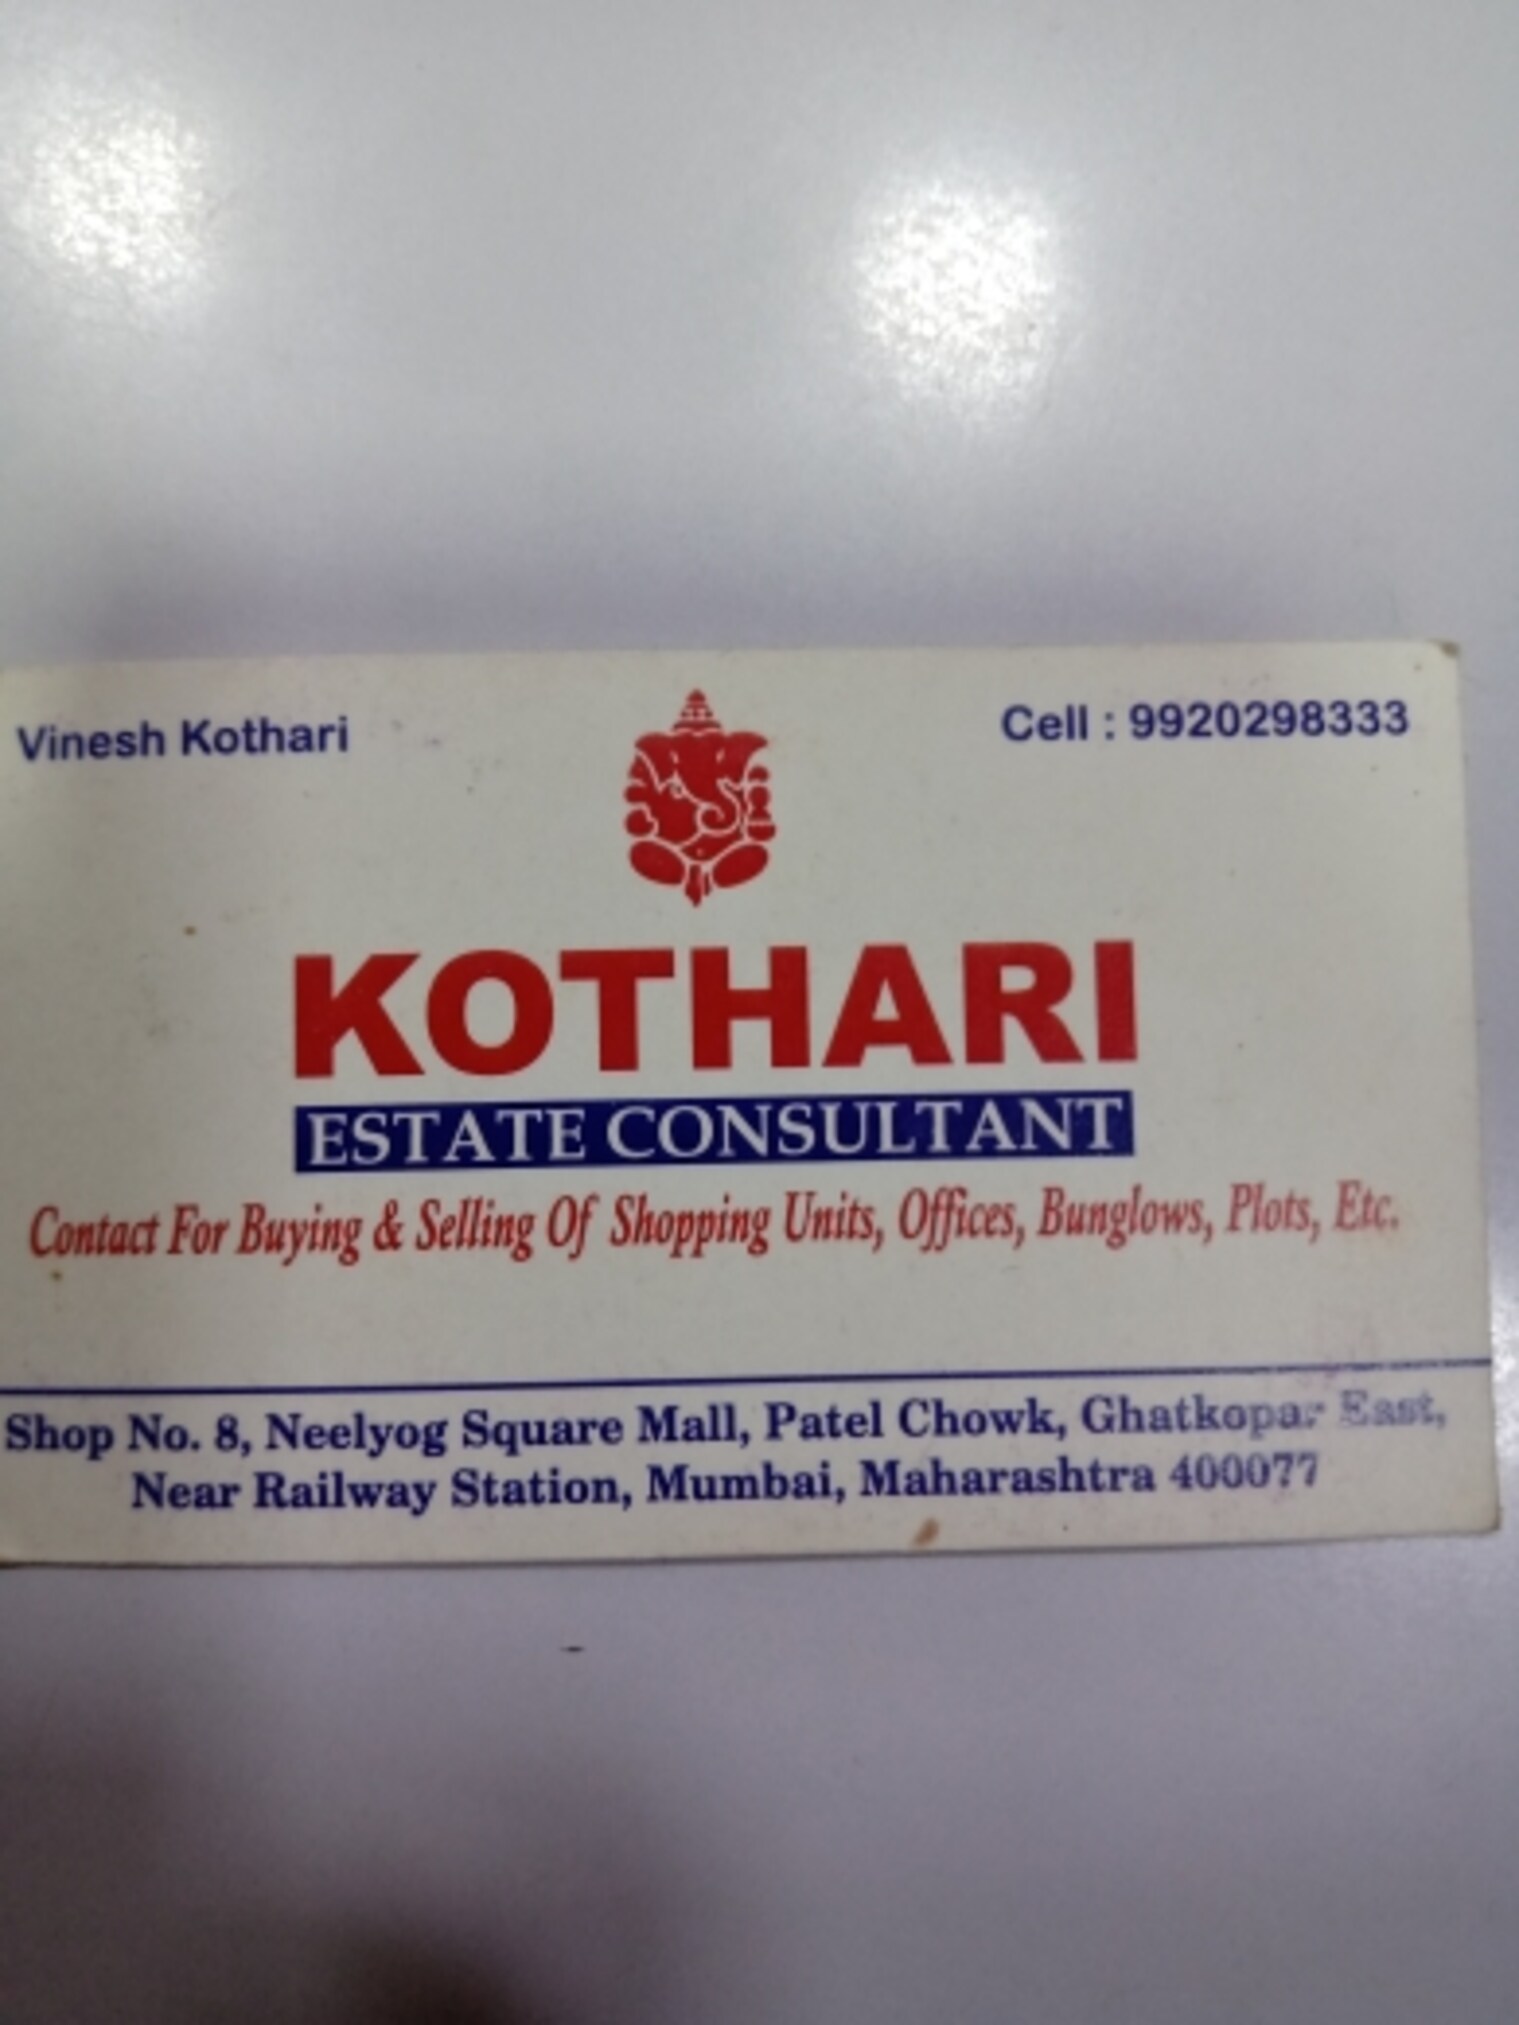 Vinesh Kothari
Cell : 9920298333
KOTHARI
ESTATE CONSULTANT
Contact For Buying & Selling Of Shopping Units, Offices, Bunglows, Plots, Etc.
Shop No. 8, Neelyog Square Mall, Patel Chowk, Ghatkopar East,
Near Railway Station, Mumbai, Maharashtra 400077